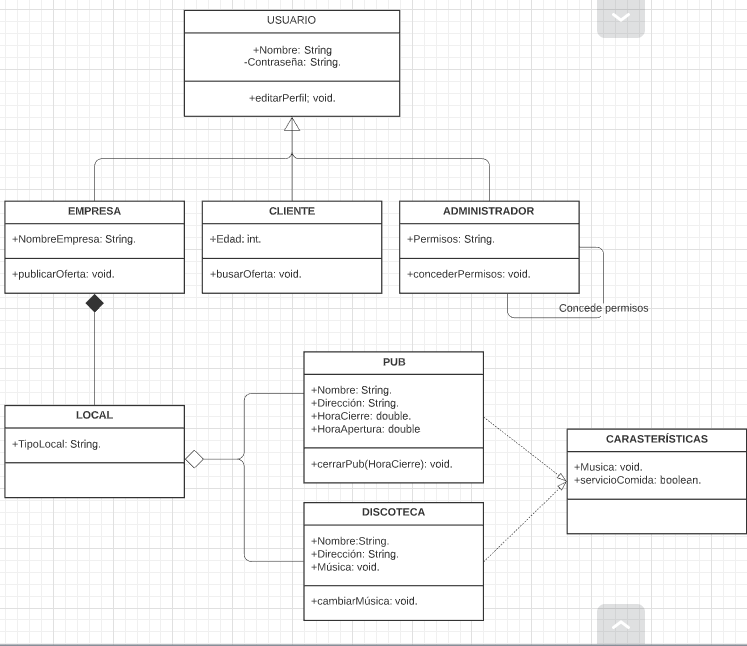 USUARIO
+Nombre: String
-Contraseña: String.
+editarPerfil; void.
EMPRESA
+NombreEmpresa: String.
+publicarOferta: void.
CLIENTE
+Edad: int.
+busarOferta: void.
ADMINISTRADOR
+Permisos: String.
+concederPermisos: void.
Concede permisos
PUB
+Nombre: String.
+Dirección: String.
+HoraCierre: double.
+HoraApertura: double
+cerrarPub(HoraCierre): void.
LOCAL
+TipoLocal: String.
CARASTERÍSTICAS
+Musica: void.
+servicioComida: boolean.
DISCOTECA
+Nombre:String.
+Dirección: String.
+Música: void.
+cambiarMúsica: void.